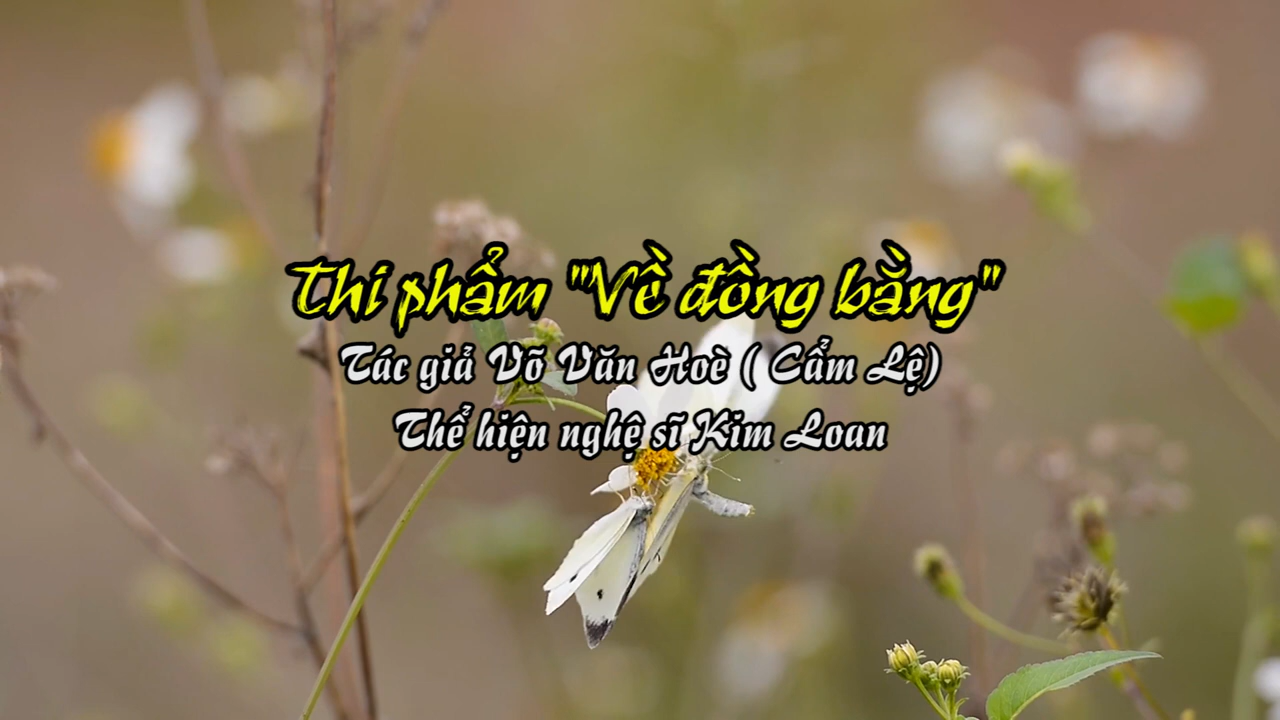 Thi phẩm "Về đồng bằng"
Tác giả Võ Văn Hoè ( Cẩm Lệ)
Thể hiện nghệ sĩ Kim Loan